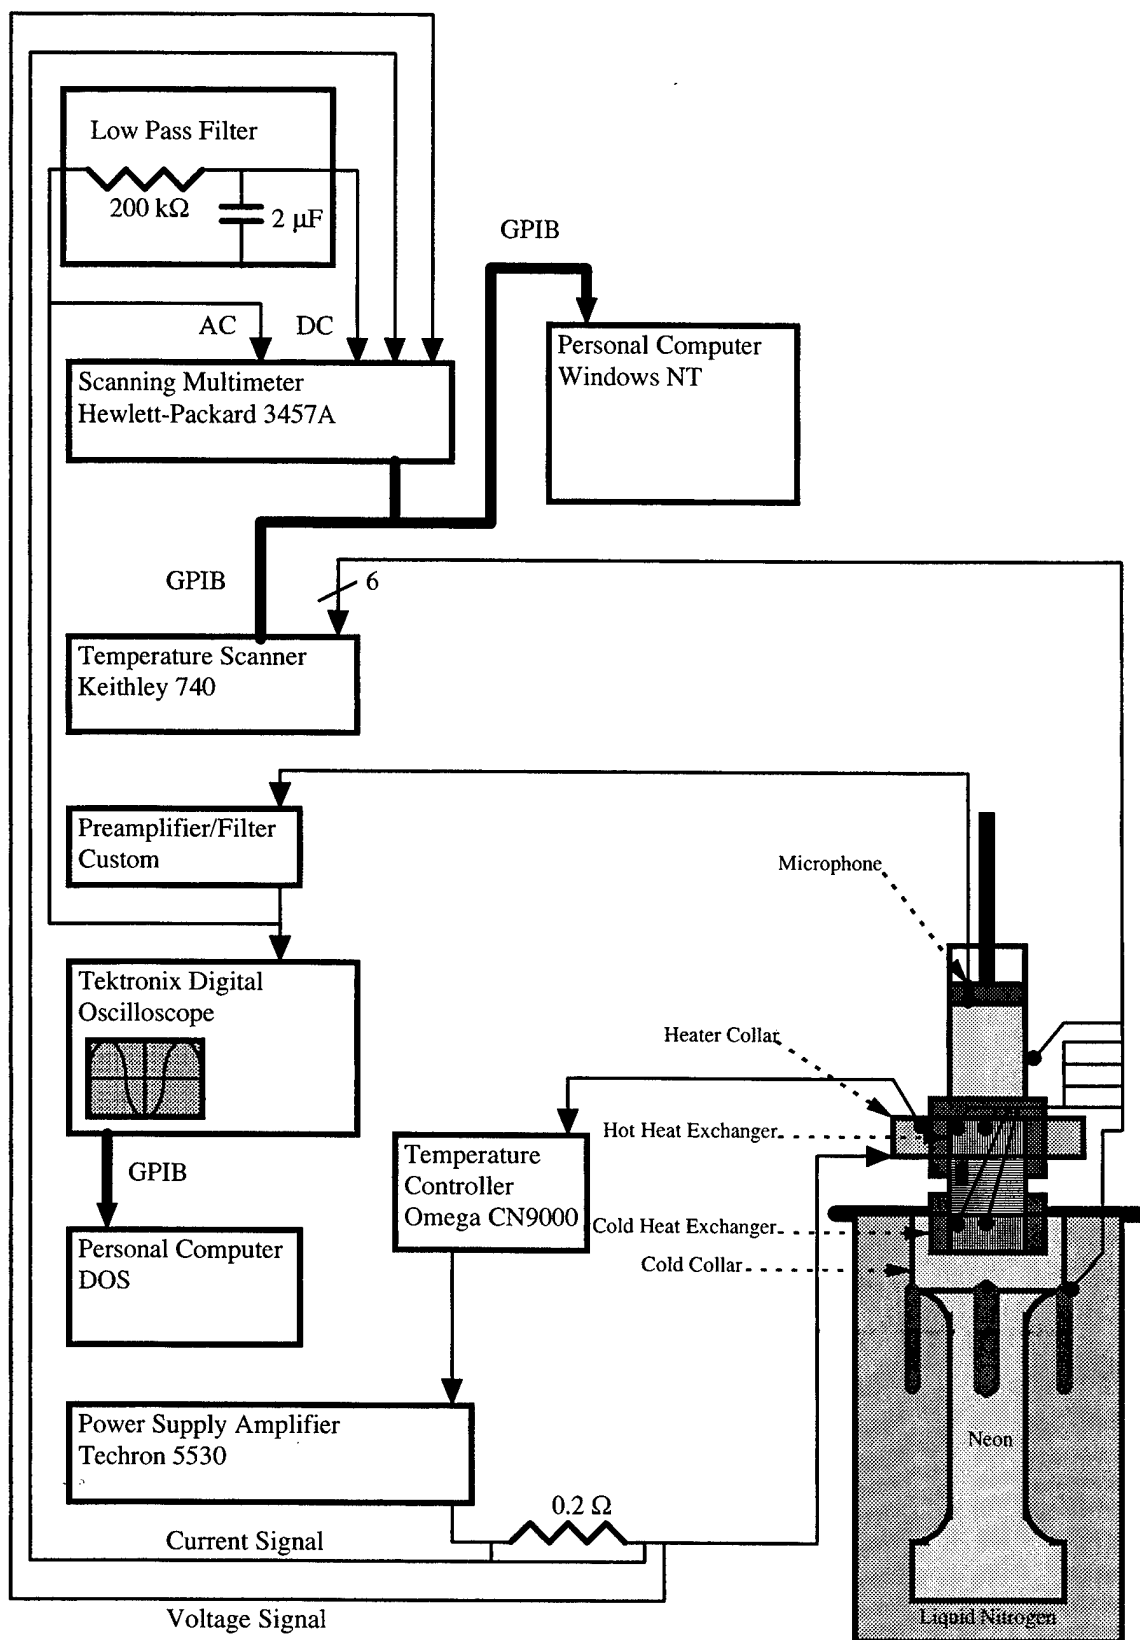 Low Pass Filter
200 kΩ
2 µF
GPIB
AC
DC
Personal Computer
Windows NT
Scanning Multimeter
Hewlett-Packard 3457A
GPIB
6
Temperature Scanner
Keithley 740
Preamplifier/Filter
Custom
Microphone
Tektronix Digital
Oscilloscope
Heater Collar
Hot Heat Exchanger
GPIB
Temperature
Controller
Omega CN9000
Cold Heat Exchanger
Cold Collar
Personal Computer
DOS
Power Supply Amplifier
Techron 5530
Neon
0.2 Ω
Current Signal
Voltage Signal
Liquid Nitrogen